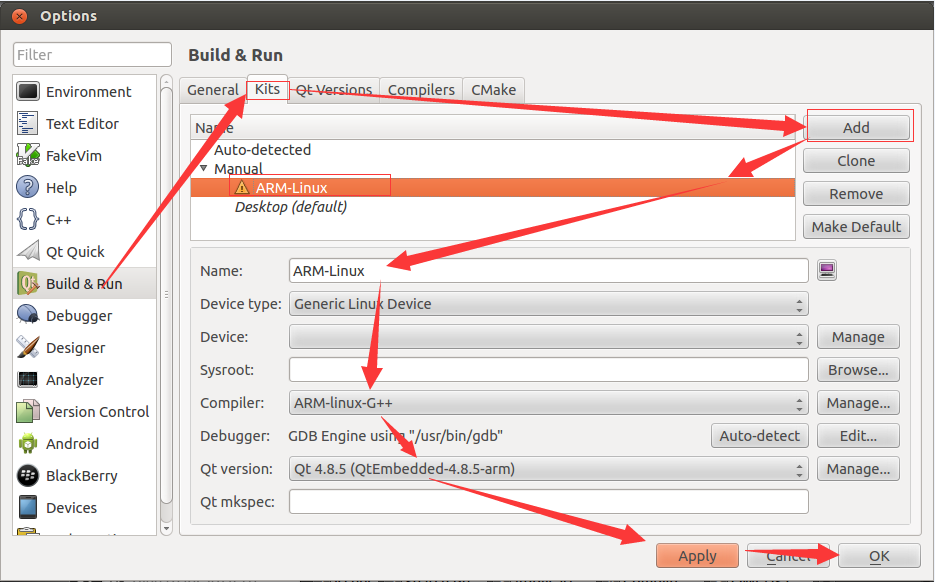 Options
Filter
Build & Run
Environment
Text Editor
FakeVim
Help
C++
Qt Quick
Build & Run
Debugger
Designer
Analyzer
Version Control
Android
BlackBerry
Devices
General Kits Qt Versions Compilers CMake
Name
Auto-detected
Manual
ARM-Linux
Desktop (default)
Add
Clone
Remove
Make Default
Name: ARM-Linux
Device type: Generic Linux Device
Device: Manage
Sysroot: Browse...
Compiler: ARM-linux-G++ Manage...
Debugger: GDB Engine using "/usr/bin/gdb" Auto-detect Edit...
Qt version: Qt 4.8.5 (QtEmbedded-4.8.5-arm) Manage...
Qt mkspec:
Apply Cancel OK